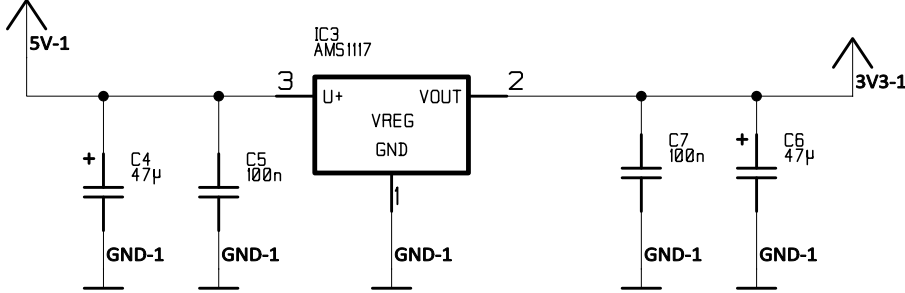 5V-1
IC3
AMS1117
3
U+
VOUT
2
VREG
GND
1
3V3-1
+
C4
47µ
C5
100n
C7
100n
+
C6
47µ
GND-1
GND-1
GND-1
GND-1
GND-1